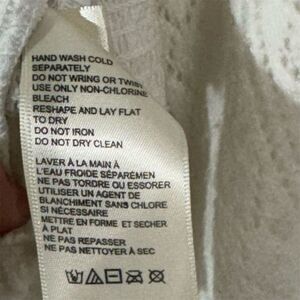 HAND WASH COLD
SEPARATELY
DO NOT WRING OR TWIST
USE ONLY NON-CHLORINE
BLEACH
RESHAPE AND LAY FLAT
TO DRY
DO NOT IRON
DO NOT DRY CLEAN
LAVER À LA MAIN À
L'EAU FROIDE SÉPARÉMEN
NE PAS TORDRE OU ESSORER
UTILISER UN AGENT DE
BLANCHIMENT SANS CHLORE
SI NÉCESSAIRE
METTRE EN FORME ET SECHER
À PLAT
NE PAS REPASSER
NE PAS NETTOYER À SEC